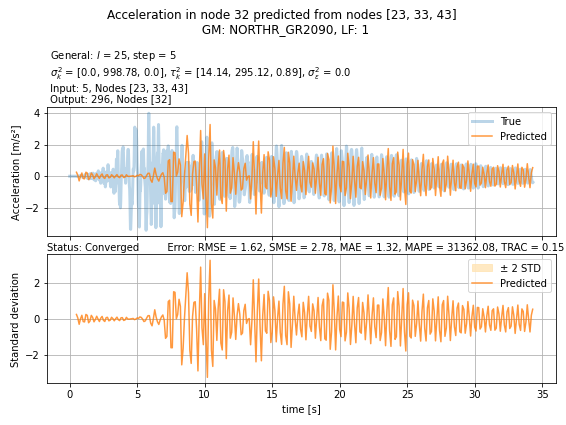 Acceleration in node 32 predicted from nodes [23, 33, 43]
GM: NORTHR_GR2090, LF: 1
General: l = 25, step = 5
σ²ₖ = [0.0, 998.78, 0.0], τ²ₖ = [14.14, 295.12, 0.89], σ²ε = 0.0
Input: 5, Nodes [23, 33, 43]
Output: 296, Nodes [32]
Acceleration [m/s²]
4
2
0
−2
True
Predicted
Status: Converged Error: RMSE = 1.62, SMSE = 2.78, MAE = 1.32, MAPE = 31362.08, TRAC = 0.15
Standard deviation
2
0
−2
± 2 STD
Predicted
0 5 10 15 20 25 30 35
time [s]